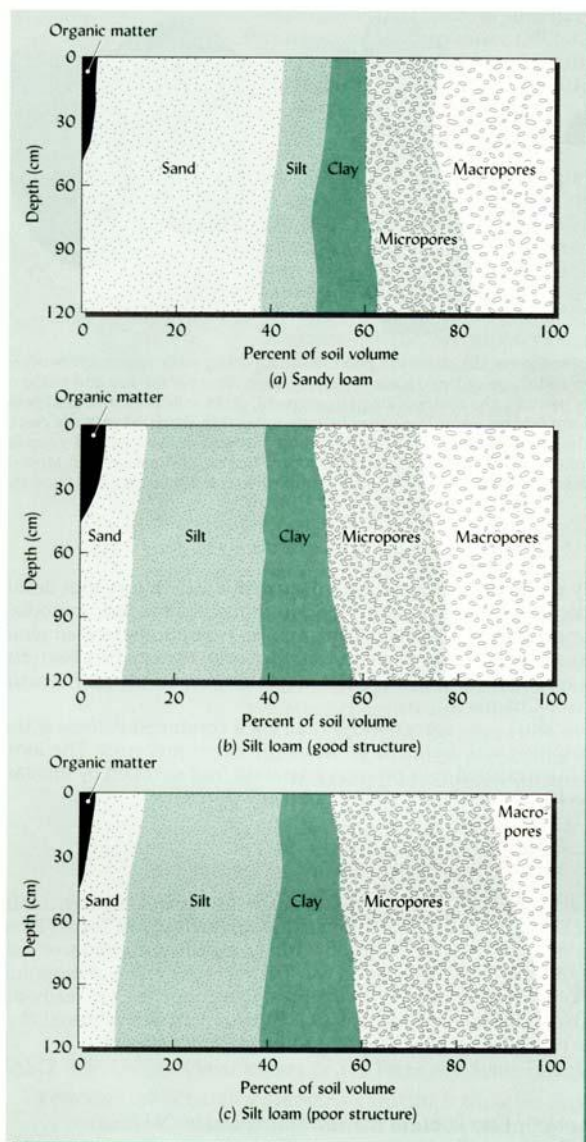 Organic matter
0
30
60
90
120
Depth (cm)
Sand
Silt
Clay
Micropores
Macropores
0 20 40 60 80 100
Percent of soil volume
(a) Sandy loam
Organic matter
0
30
60
90
120
Depth (cm)
Sand
Silt
Clay
Micropores
Macropores
0 20 40 60 80 100
Percent of soil volume
(b) Silt loam (good structure)
Organic matter
0
30
60
90
120
Depth (cm)
Macro-
pores
Sand
Silt
Clay
Micropores
0 20 40 60 80 100
Percent of soil volume
(c) Silt loam (poor structure)